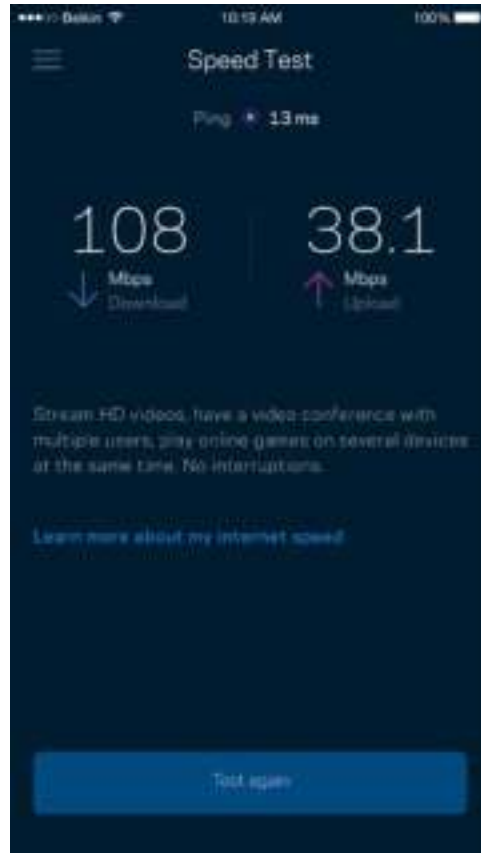 Belkin 10:13 AM 100%
Speed Test
Ping 13 ms
108 38.1
Mbps Mbps
Download Upload
Stream HD videos, have a video conference with
multiple users, play online games on several devices
at the same time. No interruptions.
Learn more about my internet speed
Test again